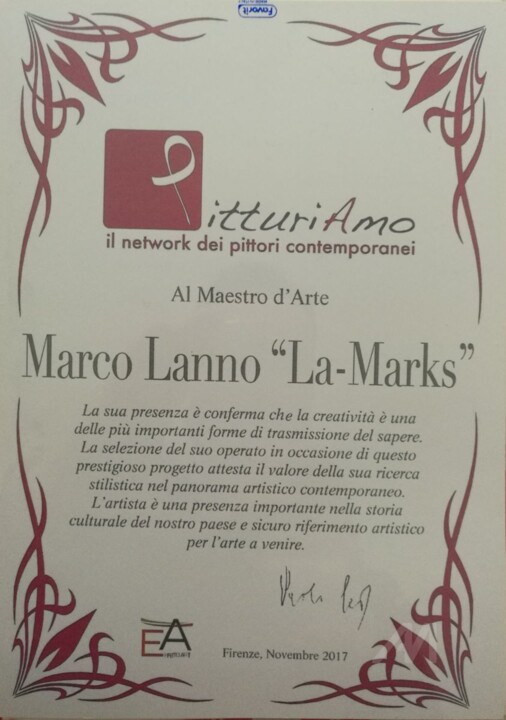 Favorit
PitturiAmo
il network dei pittori contemporanei
Al Maestro d'Arte
Marco Lanno “La-Marks”
La sua presenza è conferma che la creatività è una
delle più importanti forme di trasmissione del sapere.
La selezione del suo operato in occasione di questo
prestigioso progetto attesta il valore della sua ricerca
stilistica nel panorama artistico contemporaneo.
L'artista è una presenza importante nella storia
culturale del nostro paese e sicuro riferimento artistico
per l'arte a venire.
EA
Firenze, Novembre 2017